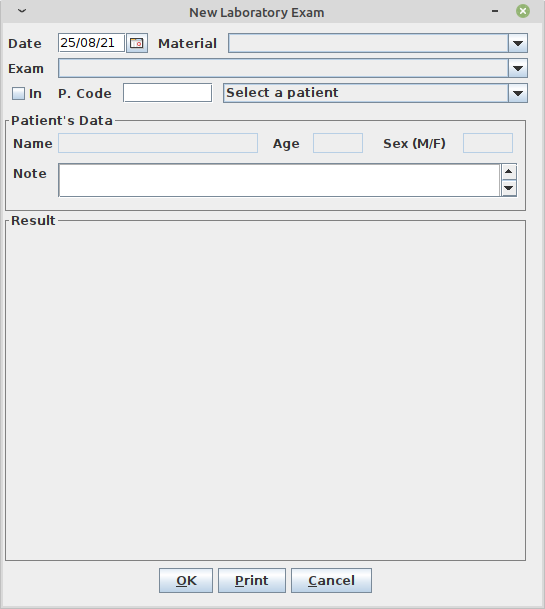 New Laboratory Exam
Date 25/08/21 Material
Exam
In P. Code Select a patient
Patient's Data
Name Age Sex (M/F)
Note
Result
OK Print Cancel